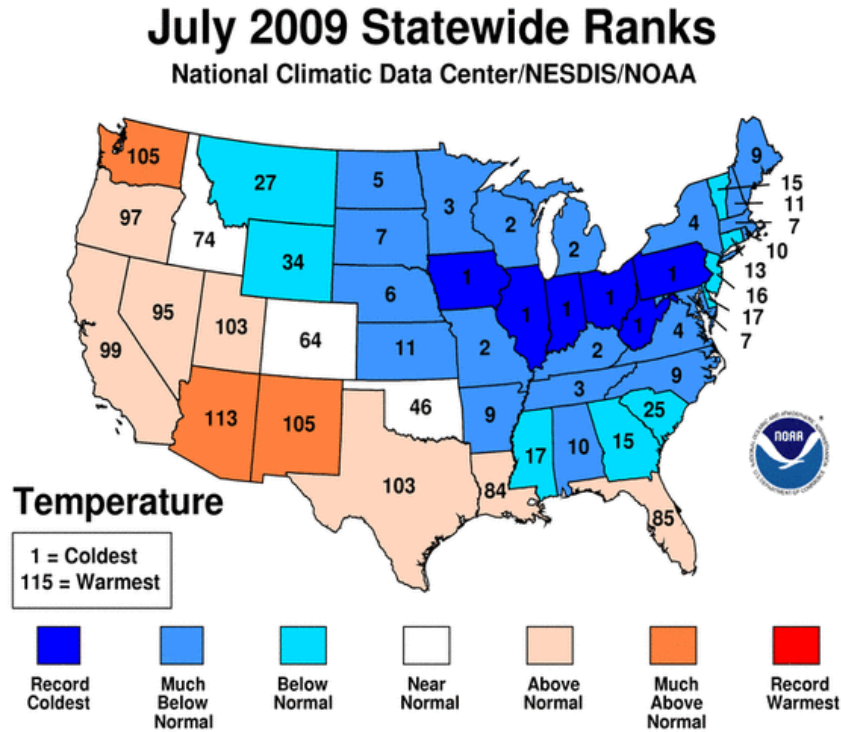 July 2009 Statewide Ranks
National Climatic Data Center/NESDIS/NOAA
105
97
74
27
34
5
7
6
11
3
1
2
9
2
2
1
1
1
1
1
2
3
4
9
4
9
15
11
7
10
13
16
17
7
99
95
103
64
113
105
46
103
84
17
10
15
25
85
NOAA
Temperature
1 = Coldest
115 = Warmest
Record
Coldest
Much
Below
Normal
Below
Normal
Near
Normal
Above
Normal
Much
Above
Normal
Record
Warmest